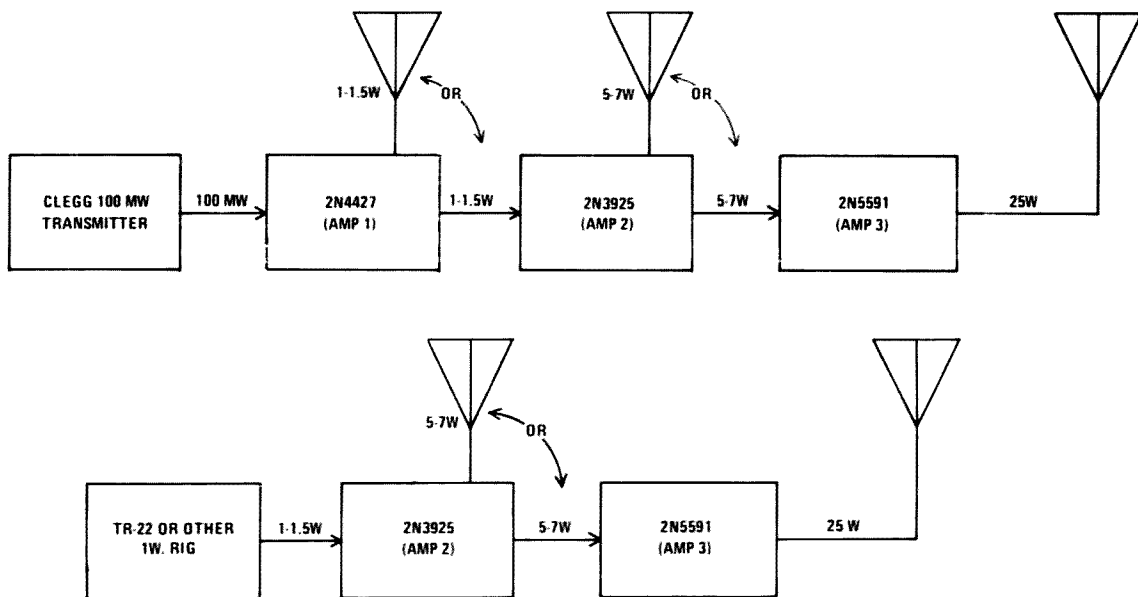 1-1.5W
OR
5-7W
OR
CLEGG 100 MW
TRANSMITTER
100 MW
2N4427
(AMP 1)
1-1.5W
2N3925
(AMP 2)
5-7W
2N5591
(AMP 3)
25W
5-7W
OR
TR-22 OR OTHER
1W. RIG
1-1.5W
2N3925
(AMP 2)
5-7W
2N5591
(AMP 3)
25 W